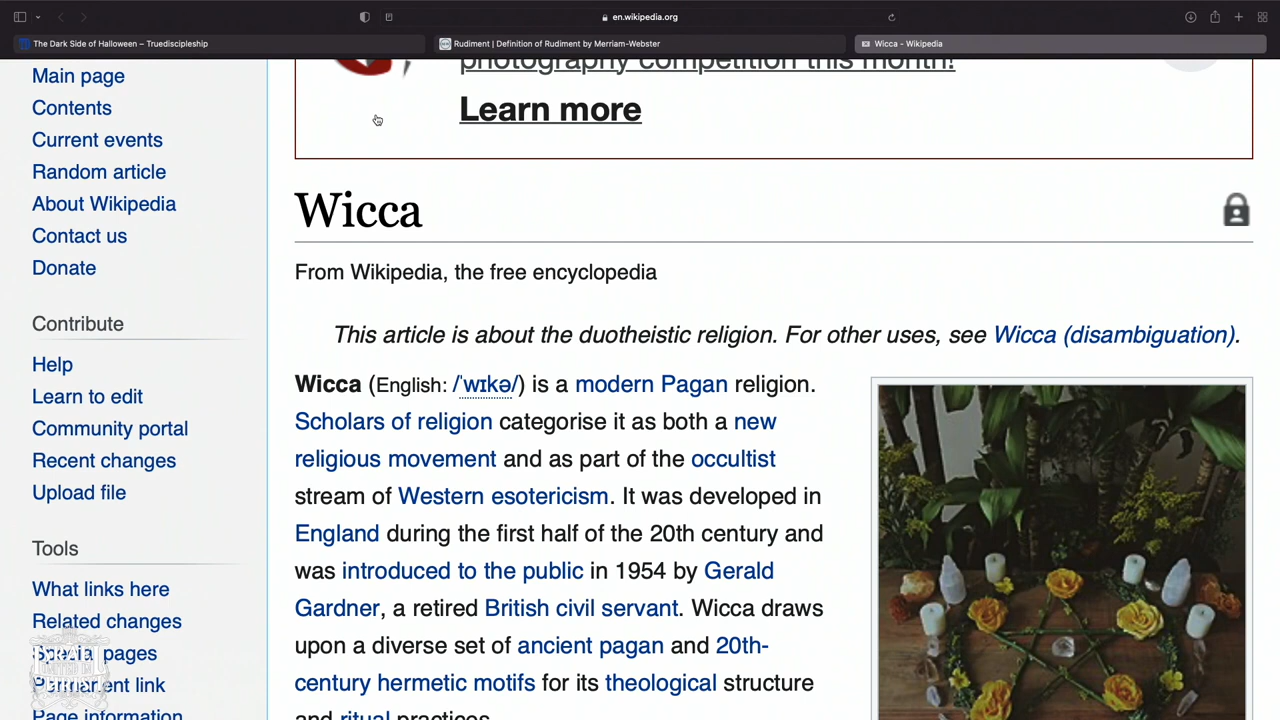 en.wikipedia.org
The Dark Side of Halloween – Truediscipleship
Rudiment | Definition of Rudiment by Merriam-Webster
Wicca - Wikipedia
Main page
Contents
Current events
Random article
About Wikipedia
Contact us
Donate
Contribute
Help
Learn to edit
Community portal
Recent changes
Upload file
Tools
What links here
Related changes
Special pages
Permanent link
Page information
photography competition this month!
Learn more
Wicca
From Wikipedia, the free encyclopedia
This article is about the duotheistic religion. For other uses, see Wicca (disambiguation).
Wicca (English: /ˈwɪkə/) is a modern Pagan religion.
Scholars of religion categorise it as both a new
religious movement and as part of the occultist
stream of Western esotericism. It was developed in
England during the first half of the 20th century and
was introduced to the public in 1954 by Gerald
Gardner, a retired British civil servant. Wicca draws
upon a diverse set of ancient pagan and 20th-
century hermetic motifs for its theological structure
and ritual practices.